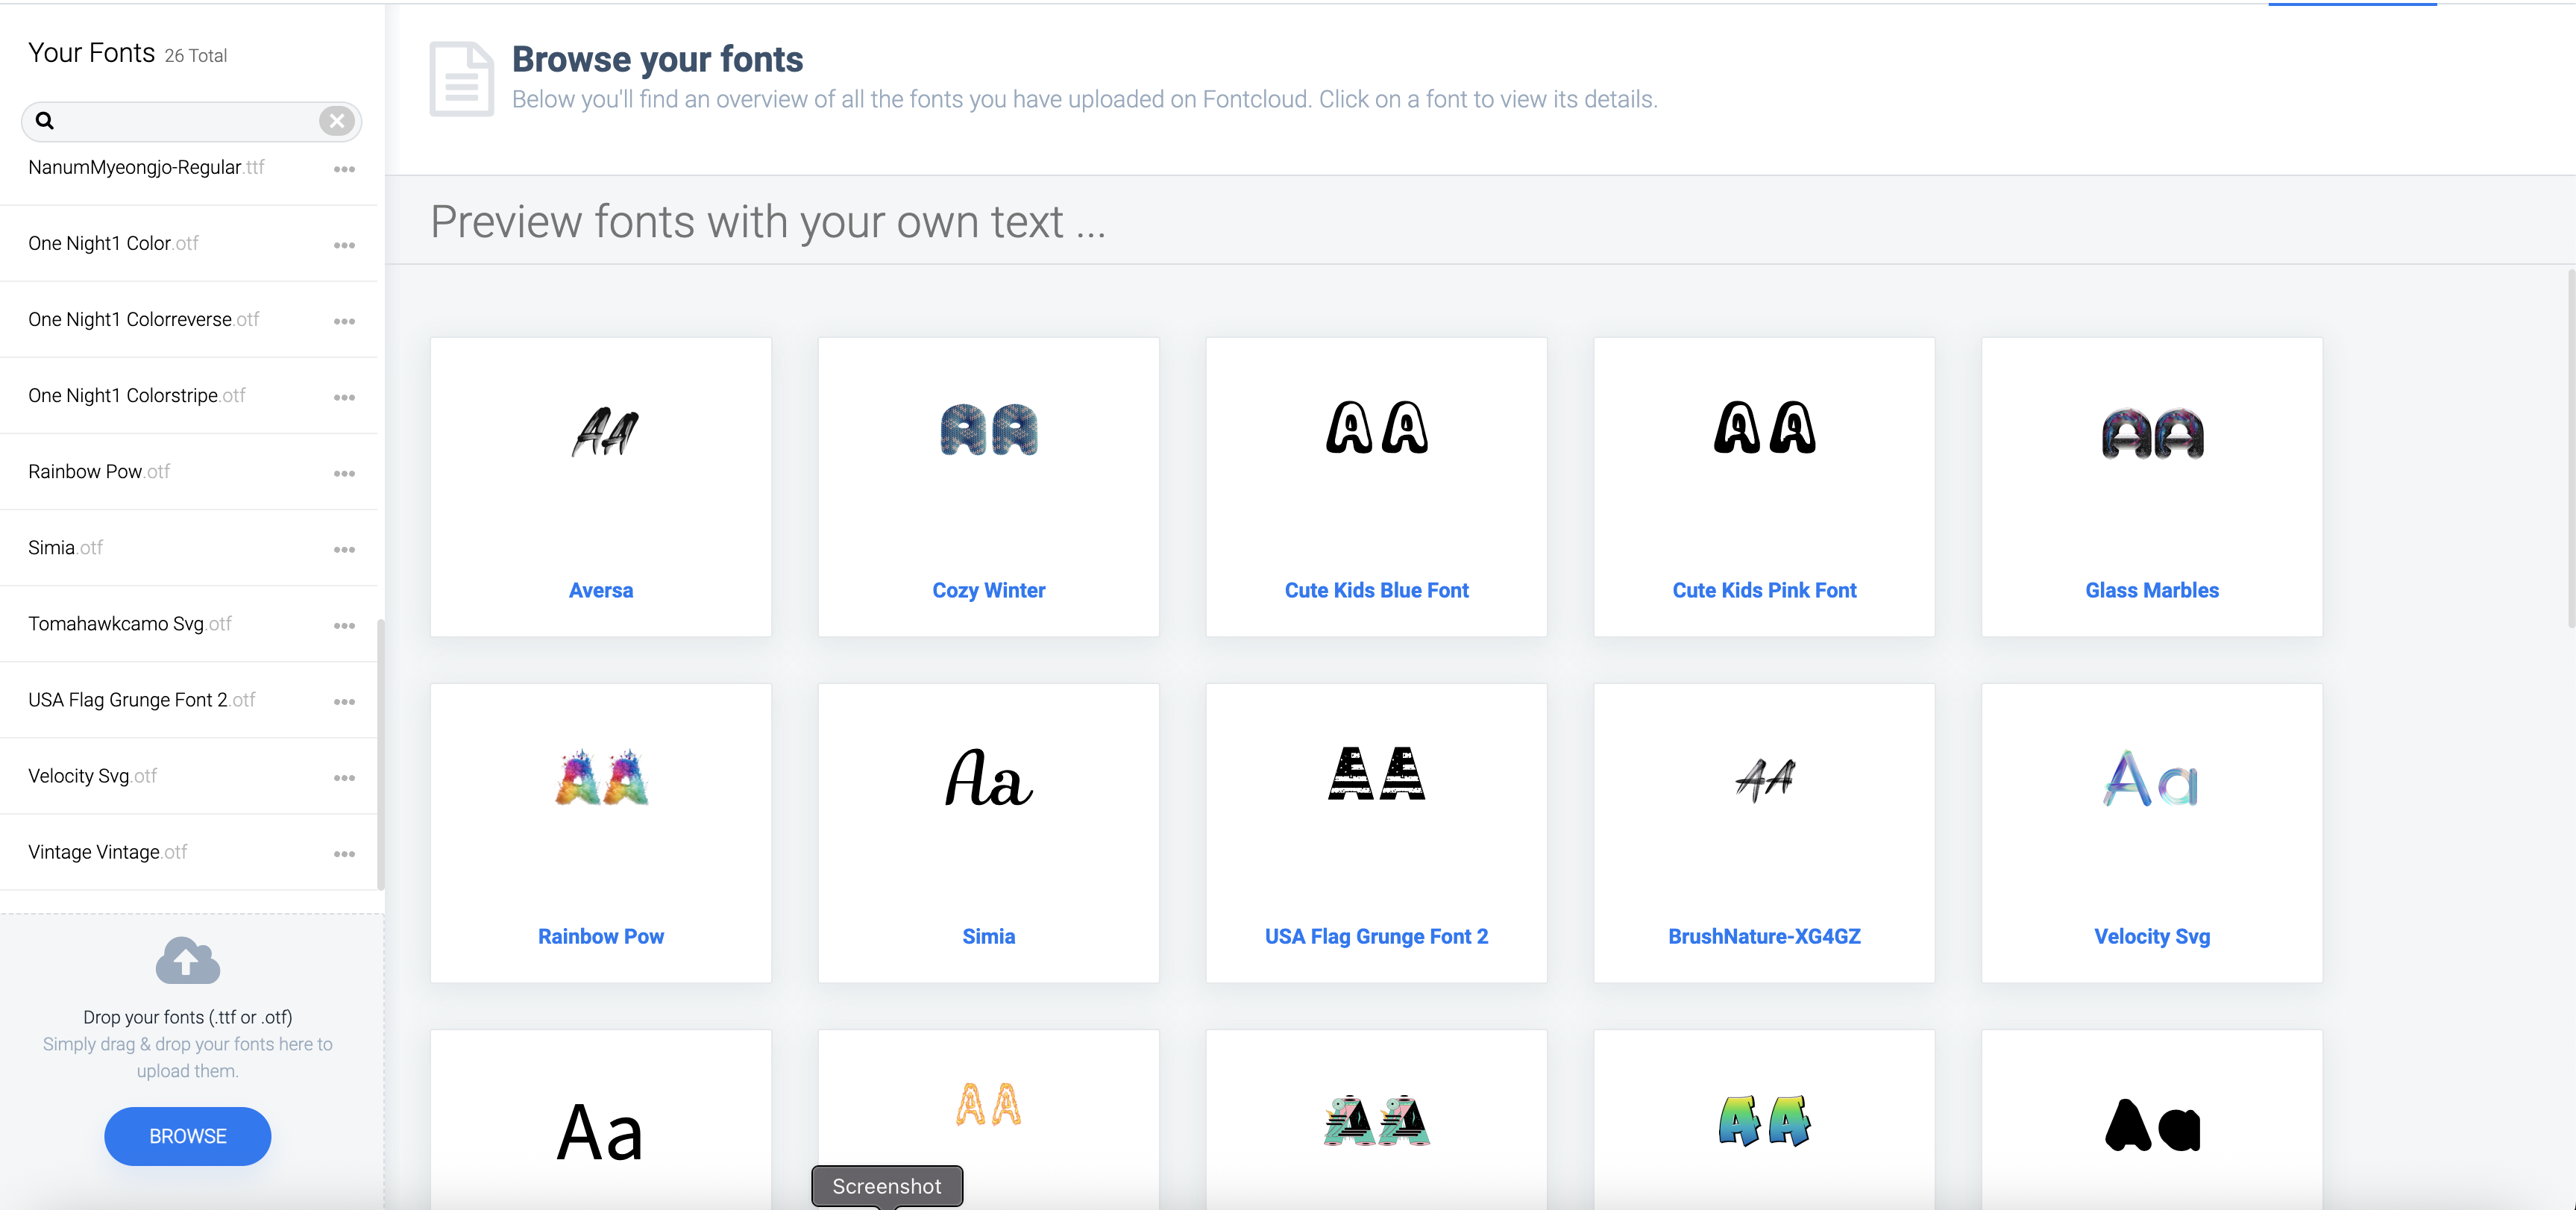 Your Fonts 26 Total
NanumMyeongjo-Regular.ttf
One Night1 Color.otf
One Night1 Colorreverse.otf
One Night1 Colorstripe.otf
Rainbow Pow.otf
Simia.otf
Tomahawkcamo Svg.otf
USA Flag Grunge Font 2.otf
Velocity Svg.otf
Vintage Vintage.otf
Drop your fonts (.ttf or .otf)
Simply drag & drop your fonts here to
upload them.
BROWSE
Browse your fonts
Below you'll find an overview of all the fonts you have uploaded on Fontcloud. Click on a font to view its details.
Preview fonts with your own text ...
AA
AA
AA
AA
AA
Aversa
Cozy Winter
Cute Kids Blue Font
Cute Kids Pink Font
Glass Marbles
AA
Aa
AA
AA
Aa
Rainbow Pow
Simia
USA Flag Grunge Font 2
BrushNature-XG4GZ
Velocity Svg
Aa
AA
AA
AA
Aa
Screenshot